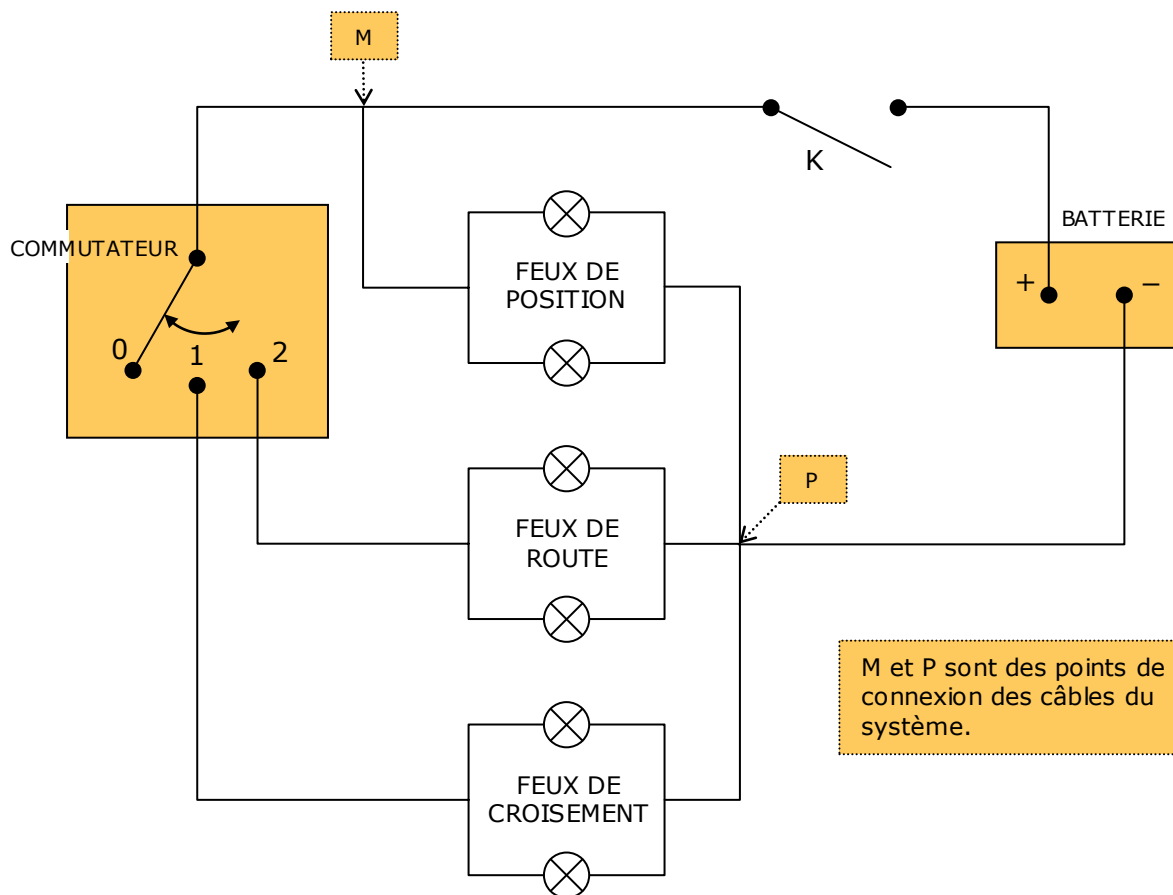 M
K
BATTERIE
COMMUTATEUR
+
−
FEUX DE
POSITION
0
1
2
P
FEUX DE
ROUTE
M et P sont des points de
connexion des câbles du
système.
FEUX DE
CROISEMENT